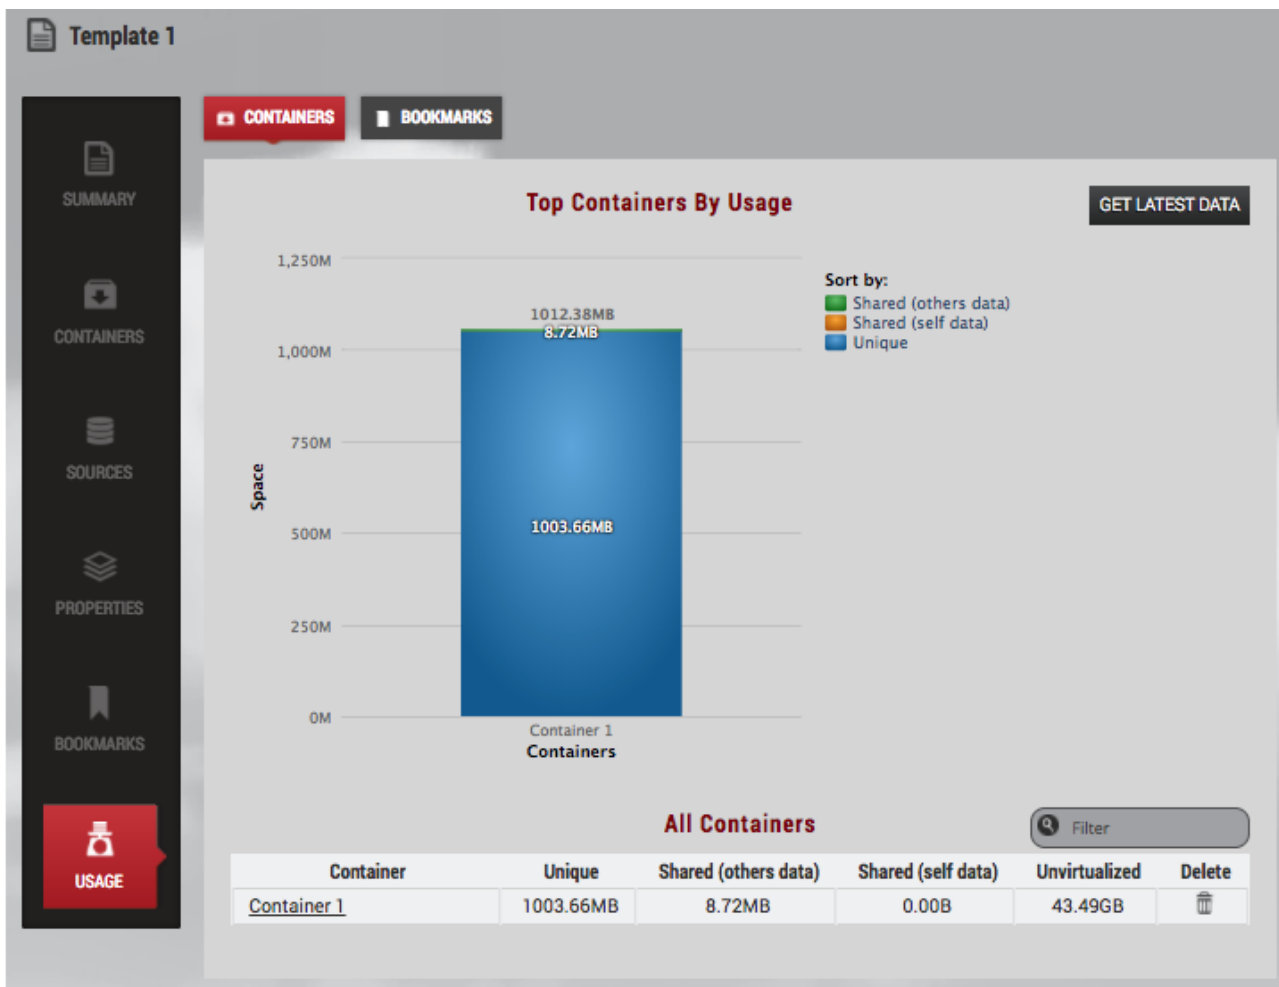 Template 1
CONTAINERS
BOOKMARKS
SUMMARY
CONTAINERS
SOURCES
PROPERTIES
BOOKMARKS
USAGE
Top Containers By Usage
GET LATEST DATA
1,250M
1,000M
750M
500M
250M
0M
Space
1012.38MB
8.72MB
1003.66MB
Container 1
Containers
Sort by:
Shared (others data)
Shared (self data)
Unique
All Containers
Filter
Container Unique Shared (others data) Shared (self data) Unvirtualized Delete
Container 1 1003.66MB 8.72MB 0.00B 43.49GB